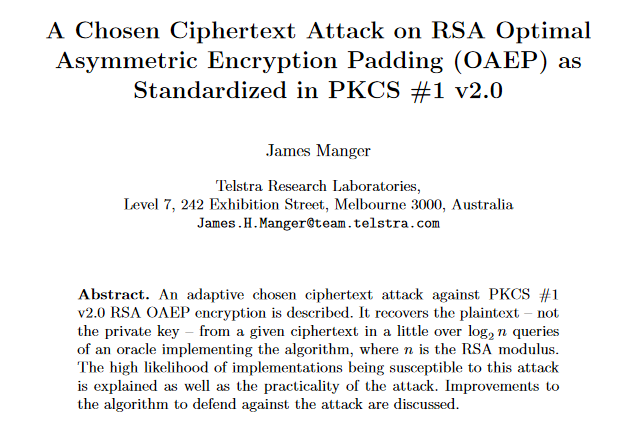 A Chosen Ciphertext Attack on RSA Optimal
Asymmetric Encryption Padding (OAEP) as
Standardized in PKCS #1 v2.0
James Manger
Telstra Research Laboratories,
Level 7, 242 Exhibition Street, Melbourne 3000, Australia
James.H.Manger@team.telstra.com
Abstract. An adaptive chosen ciphertext attack against PKCS #1
v2.0 RSA OAEP encryption is described. It recovers the plaintext – not
the private key – from a given ciphertext in a little over log₂ n queries
of an oracle implementing the algorithm, where n is the RSA modulus.
The high likelihood of implementations being susceptible to this attack
is explained as well as the practicality of the attack. Improvements to
the algorithm to defend against the attack are discussed.